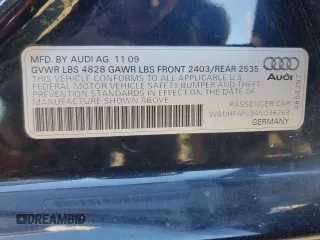 MFD. BY AUDI AG 11 09
GVWR LBS 4828 GAWR LBS FRONT 2403/REAR 2535
THIS VEHICLE CONFORMS TO ALL APPLICABLE U.S.
FEDERAL MOTOR VEHICLE SAFETY BUMPER AND THEFT
PREVENTION STANDARDS IN EFFECT ON THE DATE OF
MANUFACTURE SHOWN ABOVE.
Audi
PASSENGER CAR
GERMANY
DREAMBID